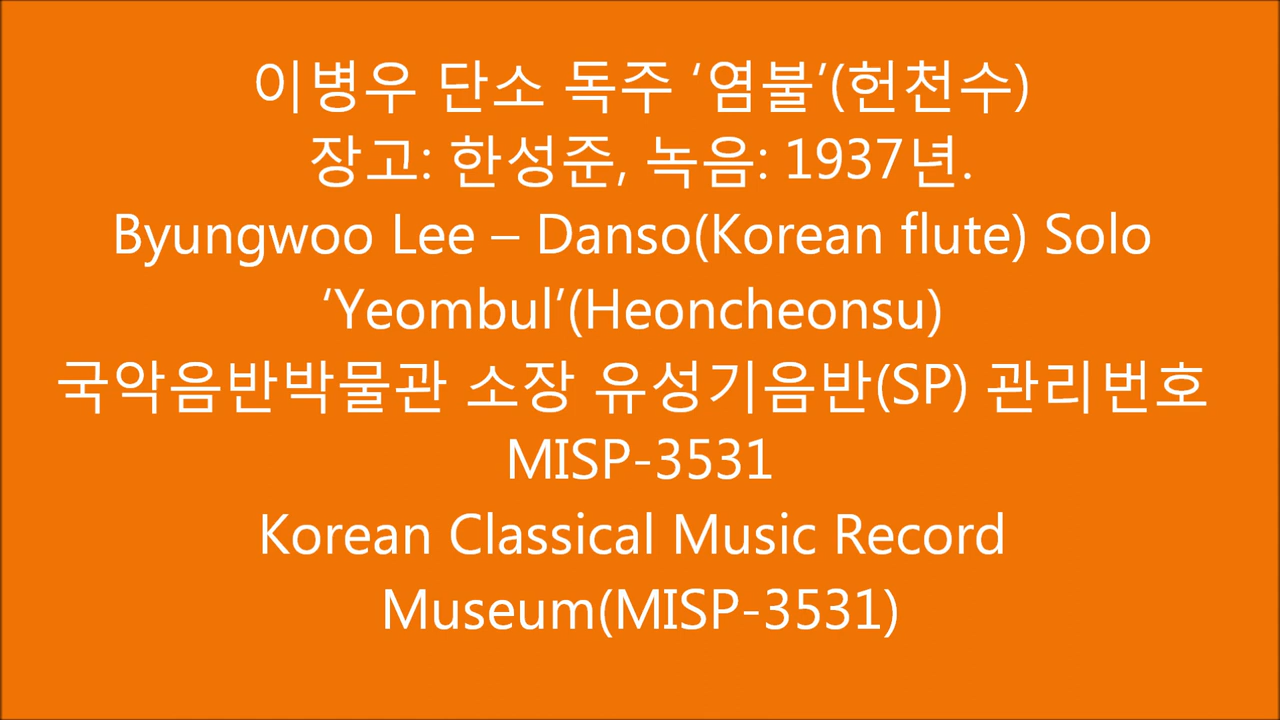 이병우 단소 독주 ‘염불’(헌천수)
장고: 한성준, 녹음: 1937년.
Byungwoo Lee – Danso(Korean flute) Solo
‘Yeombul’(Heoncheonsu)
국악음반박물관 소장 유성기음반(SP) 관리번호
MISP-3531
Korean Classical Music Record
Museum(MISP-3531)